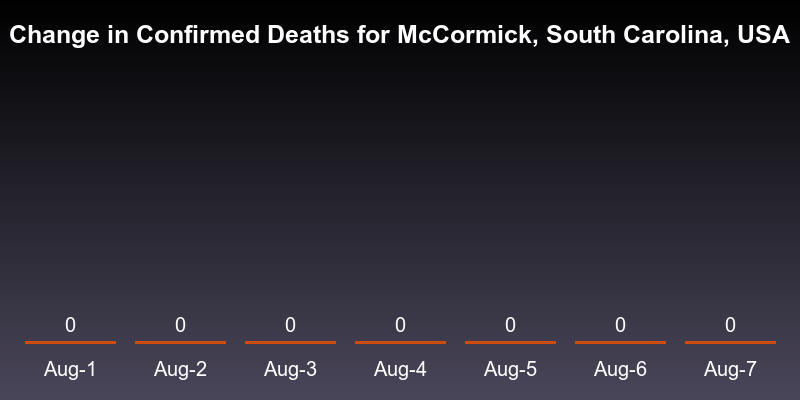 Change in Confirmed Deaths for McCormick, South Carolina, USA
0 0 0 0 0 0 0
Aug-1 Aug-2 Aug-3 Aug-4 Aug-5 Aug-6 Aug-7